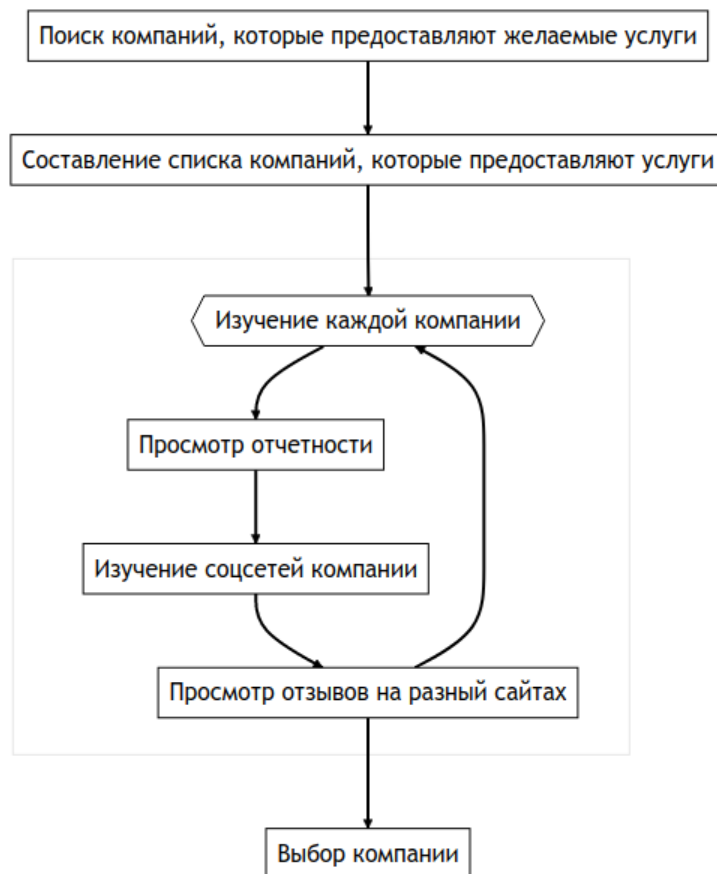 Поиск компаний, которые предоставляют желаемые услуги
Составление списка компаний, которые предоставляют услуги
Изучение каждой компании
Просмотр отчетности
Изучение соцсетей компании
Просмотр отзывов на разный сайтах
Выбор компании